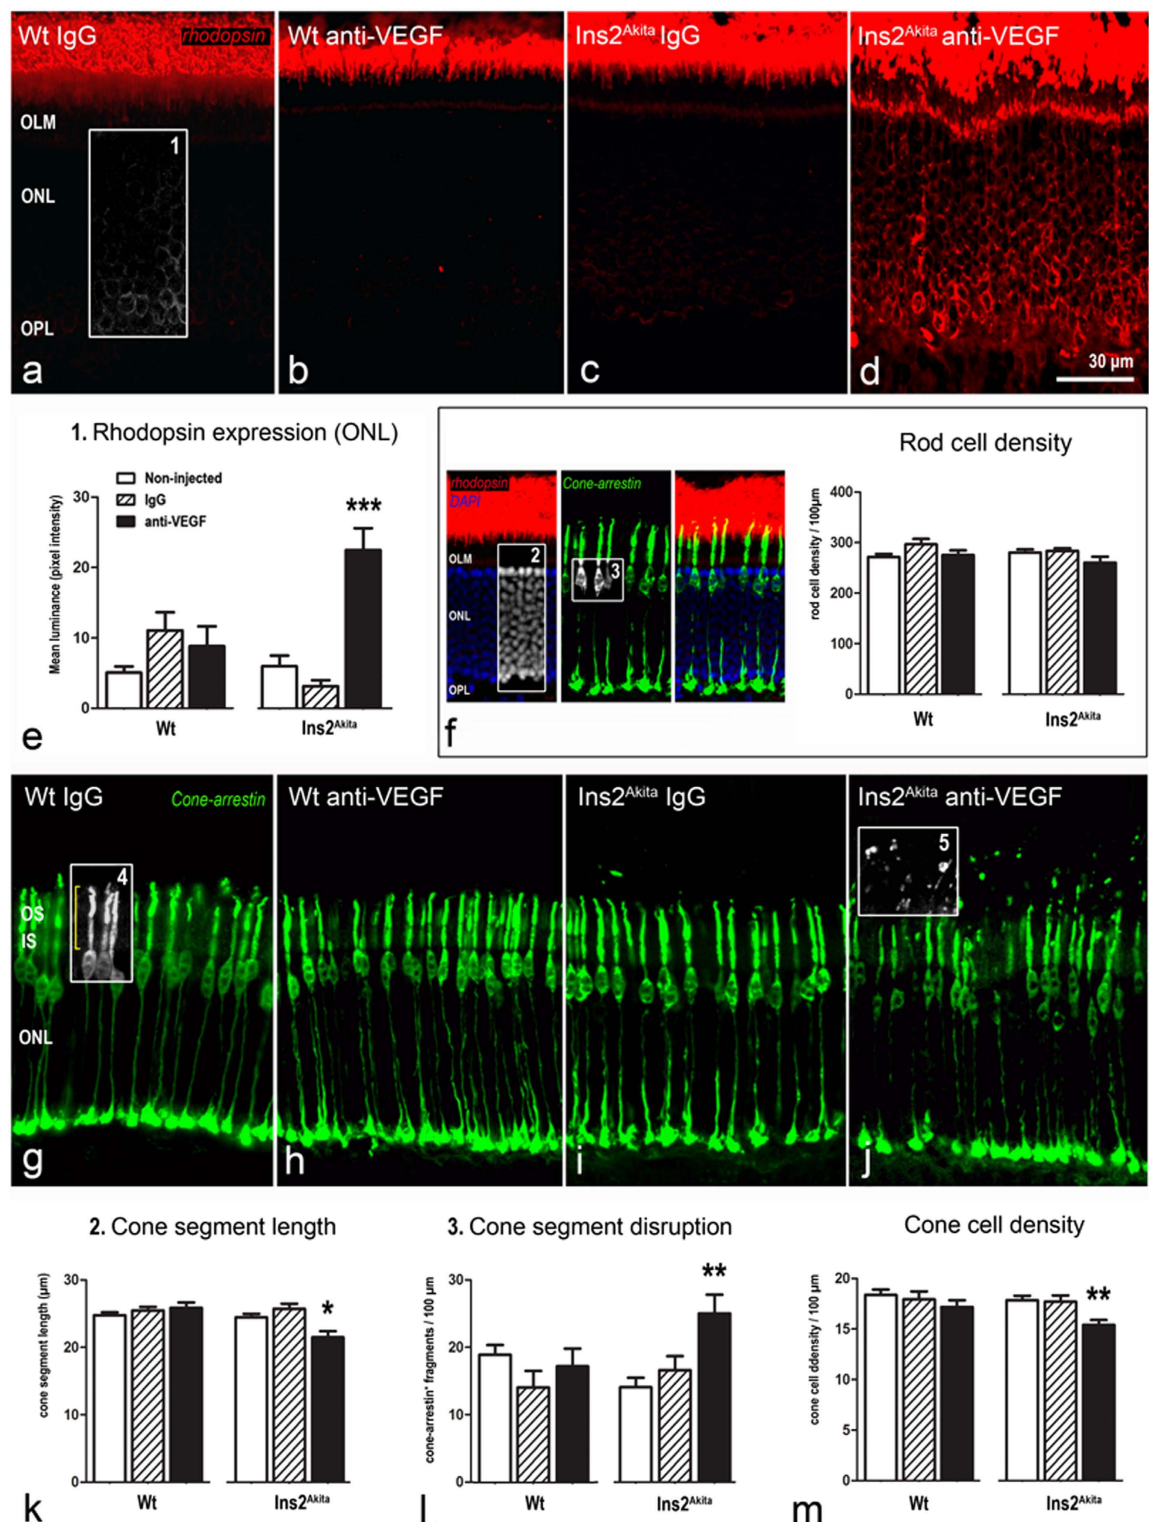 Wt IgG
rhodopsin
Wt anti-VEGF
Ins2Akita IgG
Ins2Akita anti-VEGF
OLM
1
ONL
OPL
30 µm
a
b
c
d
1. Rhodopsin expression (ONL)
Non-injected
IgG
anti-VEGF
Mean luminance (pixel intensity)
30
20
10
0
***
Wt
Ins2Akita
e
rhodopsin
DAPI
Cone-arrestin
OLM
2
3
ONL
OPL
f
Rod cell density
rod cell density / 100µm
400
300
200
100
0
Wt
Ins2Akita
Wt IgG
Cone-arrestin
Wt anti-VEGF
Ins2Akita IgG
Ins2Akita anti-VEGF
4
5
OS
IS
ONL
g
h
i
j
2. Cone segment length
cone segment length (µm)
30
20
10
0
*
Wt
Ins2Akita
k
3. Cone segment disruption
cone-arrestin+ fragments / 100 µm
30
20
10
0
**
Wt
Ins2Akita
l
Cone cell density
cone cell ddensity / 100 µm
20
15
10
5
0
**
Wt
Ins2Akita
m